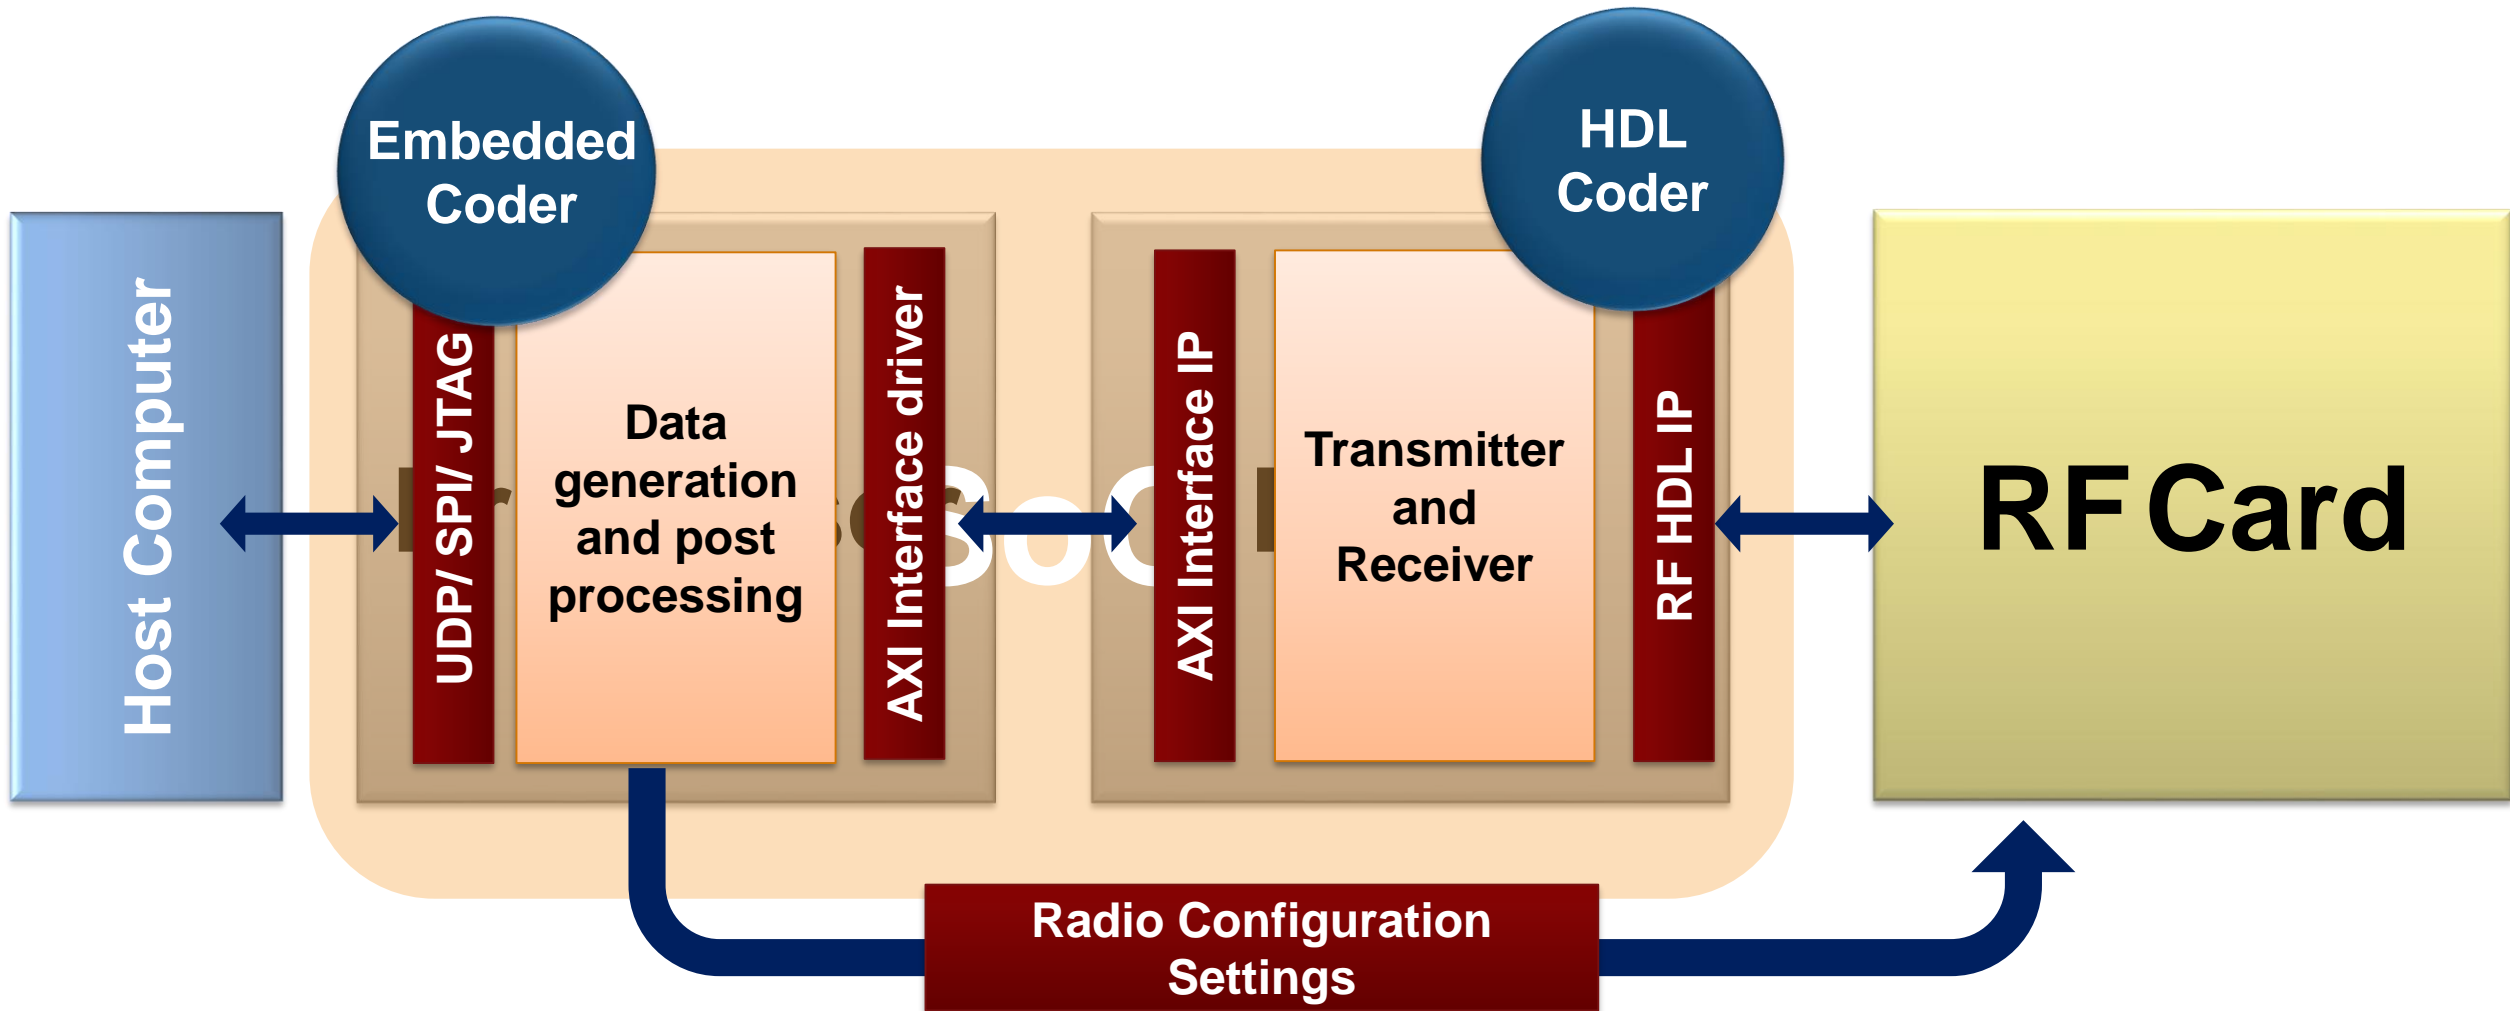 Embedded
Coder
HDL
Coder
Host Computer
UDP/ SPI/ JTAG
Data
generation
and post
processing
AXI Interface driver
SoC
AXI Interface IP
Transmitter
and
Receiver
RF HDL IP
RF Card
Radio Configuration
Settings